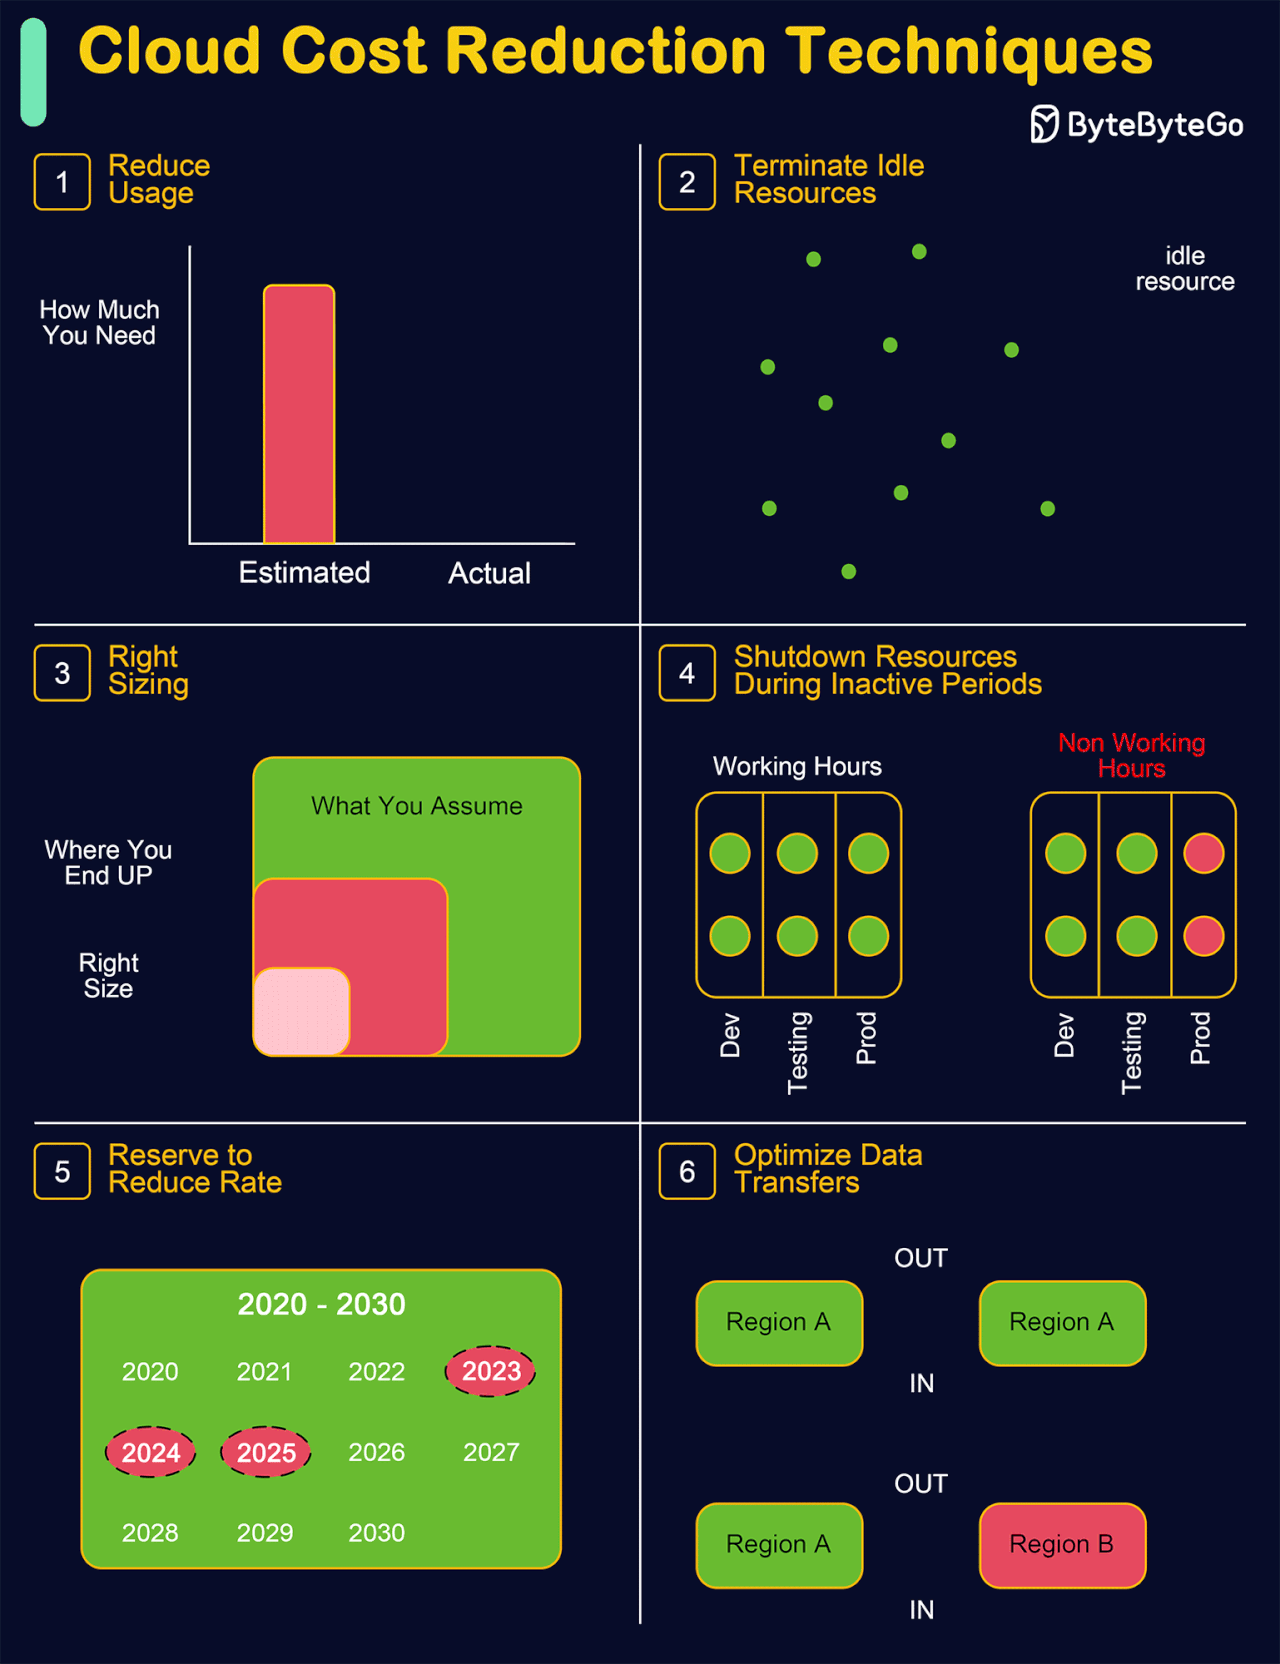 Cloud Cost Reduction Techniques
ByteByteGo
1
Reduce
Usage
How Much
You Need
Estimated
Actual
2
Terminate Idle
Resources
idle
resource
3
Right
Sizing
What You Assume
Where You
End UP
Right
Size
4
Shutdown Resources
During Inactive Periods
Working Hours
Dev
Testing
Prod
Non Working
Hours
Dev
Testing
Prod
5
Reserve to
Reduce Rate
2020 - 2030
2020 2021 2022 2023
2024 2025 2026 2027
2028 2029 2030
6
Optimize Data
Transfers
OUT
Region A Region A
IN
OUT
Region A Region B
IN